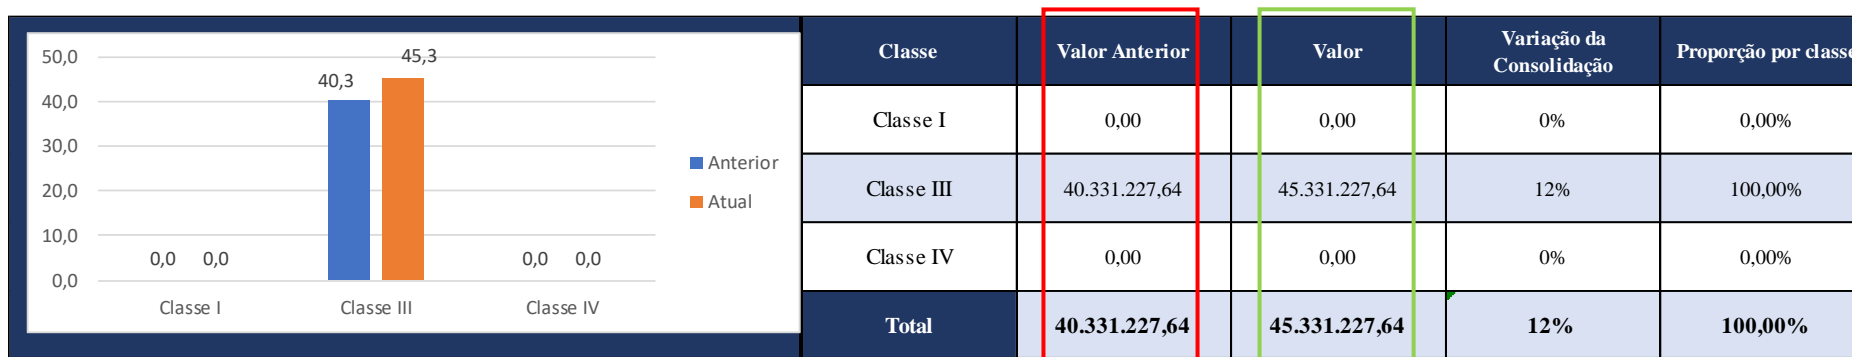 50,0
40,0
30,0
20,0
10,0
0,0
0,0 0,0
40,3
45,3
0,0 0,0
Classe I Classe III Classe IV
Anterior
Atual
Classe Valor Anterior Valor Variação da Consolidação Proporção por classe
Classe I 0,00 0,00 0% 0,00%
Classe III 40.331.227,64 45.331.227,64 12% 100,00%
Classe IV 0,00 0,00 0% 0,00%
Total 40.331.227,64 45.331.227,64 12% 100,00%